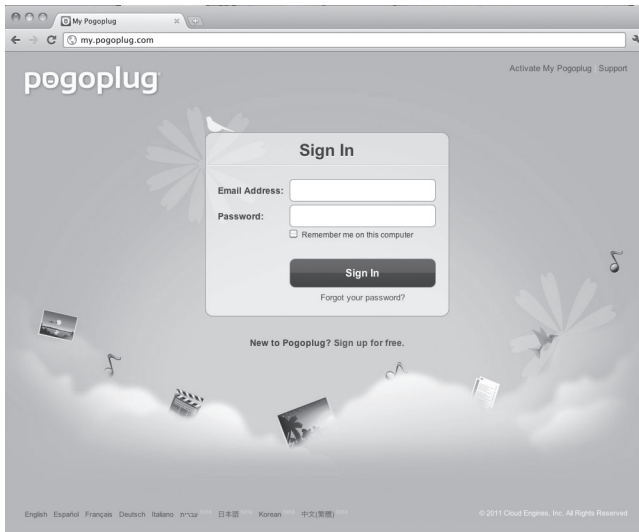 My Pogoplug
my.pogoplug.com
pogoplug
Activate My Pogoplug Support
Sign In
Email Address:
Password:
Remember me on this computer
Sign In
Forgot your password?
New to Pogoplug? Sign up for free.
English Español Français Deutsch Italiano עברית 日本語 Korean 中文(繁體)
© 2011 Cloud Engines, Inc. All Rights Reserved